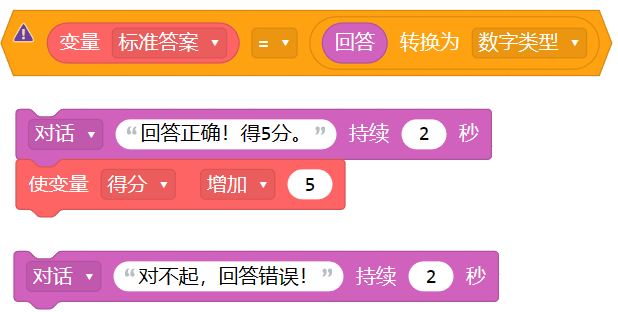 变量 标准答案 = 回答 转换为 数字类型
对话 “回答正确！得5分。” 持续 2 秒
使变量 得分 增加 5
对话 “对不起，回答错误！” 持续 2 秒